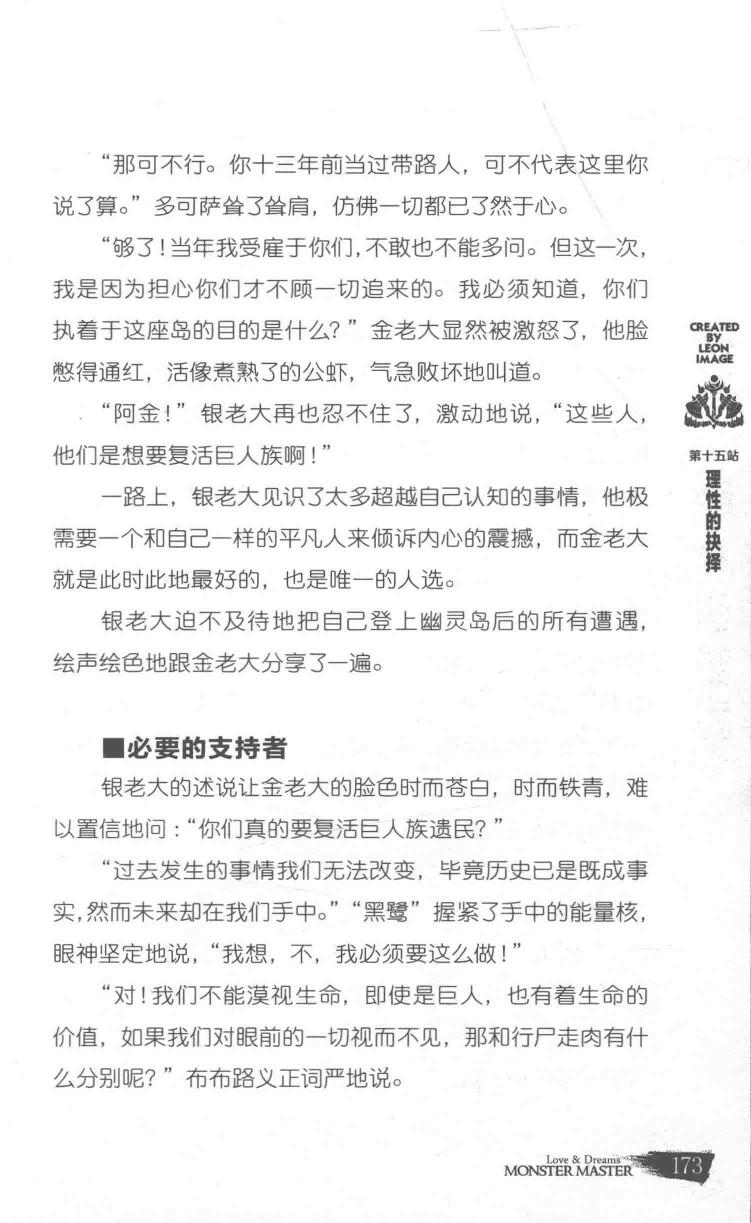 “那可不行。你十三年前当过带路人，可不代表这里你
说了算。”多可萨耸了耸肩，仿佛一切都已了然于心。
“够了！当年我受雇于你们，不敢也不能多问。但这一次，
我是因为担心你们才不顾一切追来的。我必须知道，你们
执着于这座岛的目的是什么？”金老大显然被激怒了，他脸
憋得通红，活像煮熟了的公虾，气急败坏地叫道。
“阿金！”银老大再也忍不住了，激动地说，“这些人，
他们是想要复活巨人族啊！”
一路上，银老大见识了太多超越自己认知的事情，他极
需要一个和自己一样的平凡人来倾诉内心的震撼，而金老大
就是此时此地最好的，也是唯一的人选。
银老大迫不及待地把自己登上幽灵岛后的所有遭遇，
绘声绘色地跟金老大分享了一遍。
■必要的支持者
银老大的述说让金老大的脸色时而苍白，时而铁青，难
以置信地问：“你们真的要复活巨人族遗民？”
“过去发生的事情我们无法改变，毕竟历史已是既成事
实，然而未来却在我们手中。”“黑鹭”握紧了手中的能量核，
眼神坚定地说，“我想，不，我必须要这么做！”
“对！我们不能漠视生命，即使是巨人，也有着生命的
价值，如果我们对眼前的一切视而不见，那和行尸走肉有什
么分别呢？”布布路义正词严地说。
CREATED
BY
LEON
IMAGE
第十五站
理性的抉择
Love & Dreams
MONSTER MASTER
173